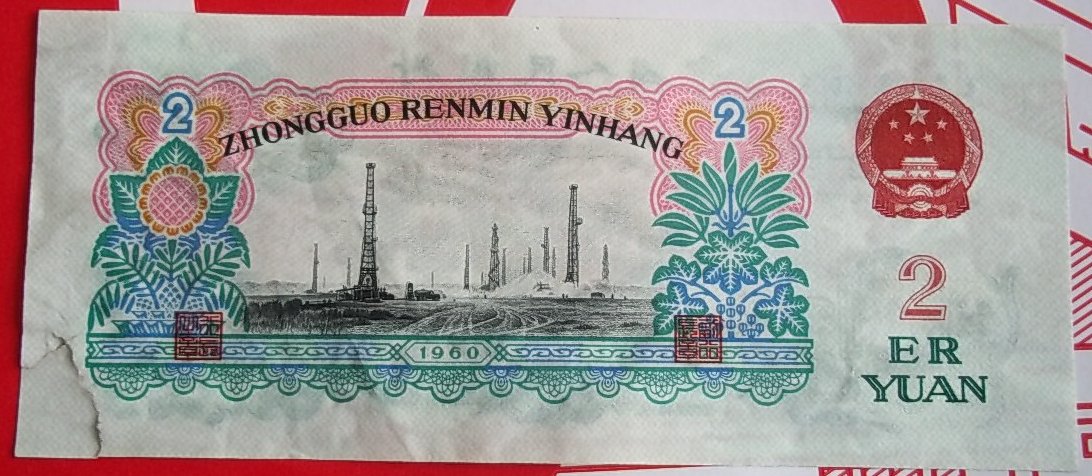 2
ZHONGGUO RENMIN YINHANG
2
2
ER
YUAN
1960